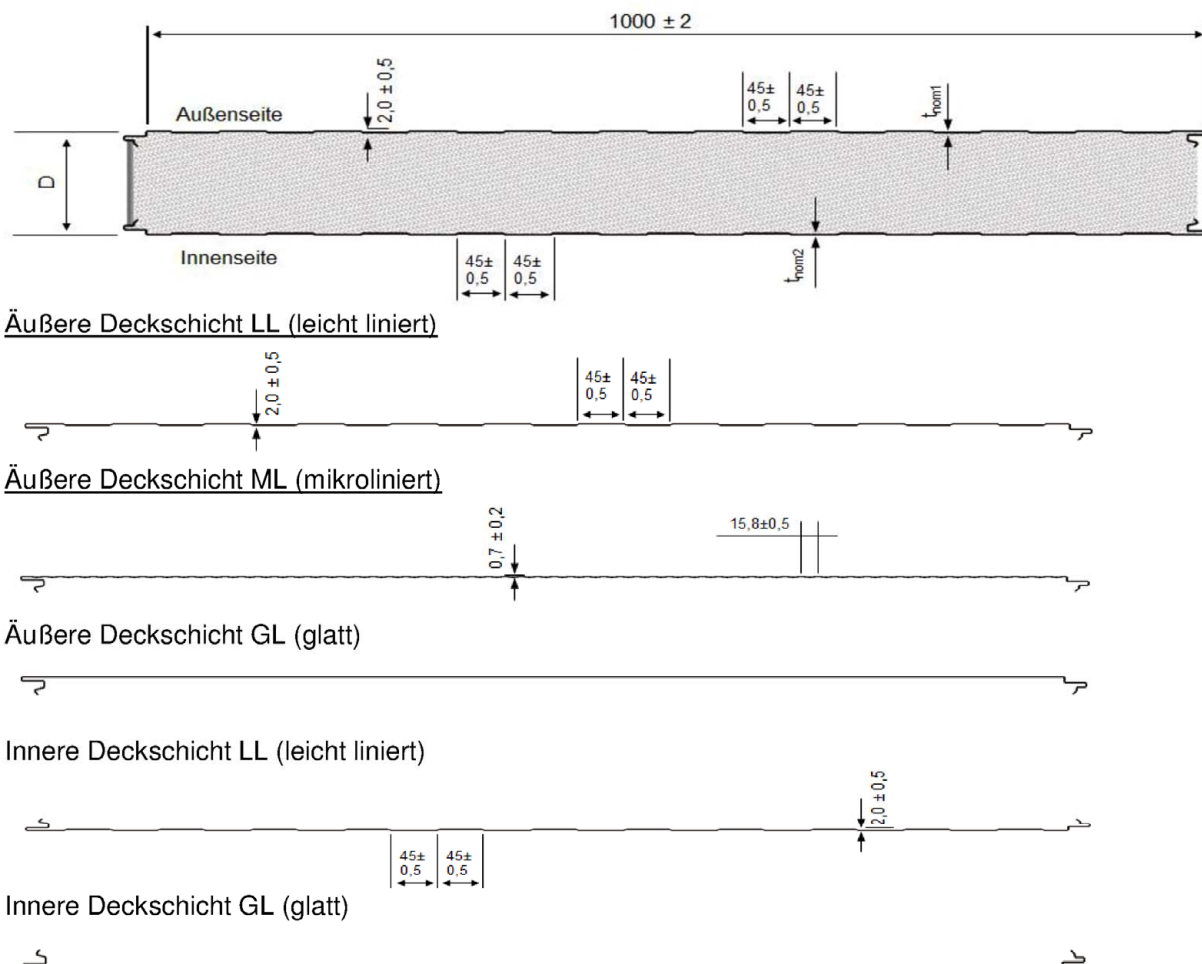 1000 ± 2
2,0 ± 0,5
45± 45±
0,5 0,5
Außenseite
tnom1
D
Innenseite
45± 45±
0,5 0,5
tnom2
Äußere Deckschicht LL (leicht liniert)
2,0 ± 0,5
45± 45±
0,5 0,5
Äußere Deckschicht ML (mikroliniert)
0,7 ± 0,2
15,8±0,5
Äußere Deckschicht GL (glatt)
Innere Deckschicht LL (leicht liniert)
2,0 ± 0,5
45± 45±
0,5 0,5
Innere Deckschicht GL (glatt)